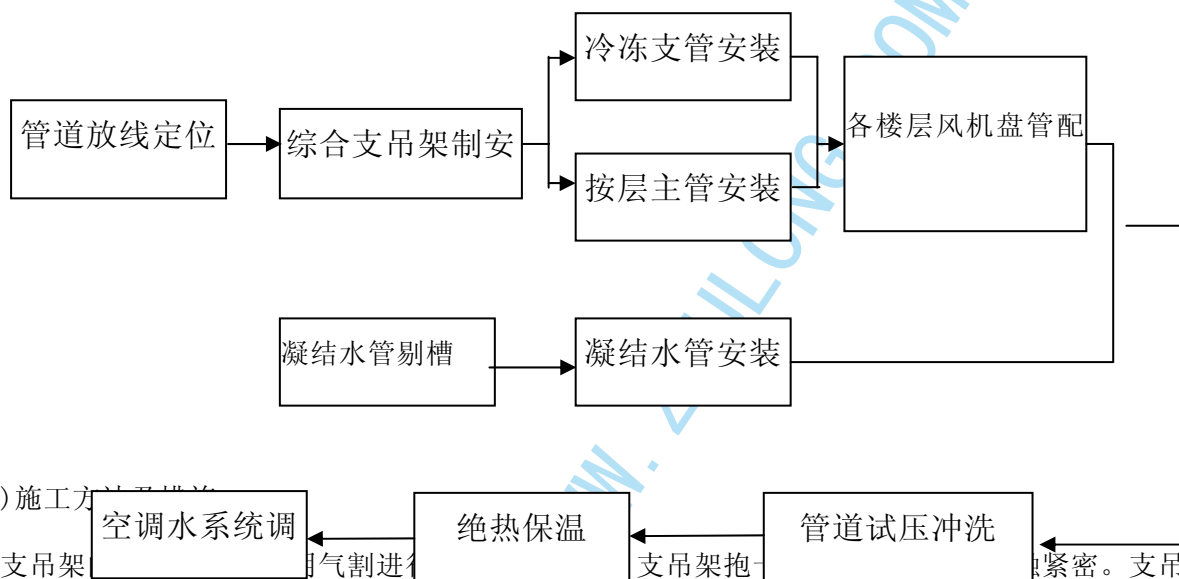 冷冻支管安装
管道放线定位
综合支吊架制安
各楼层风机盘管配
按层主管安装
凝结水管剔槽
凝结水管安装
)施工方
空调水系统调
绝热保温
管道试压冲洗
支吊架
气割进行
支吊架抱
紧密。支吊